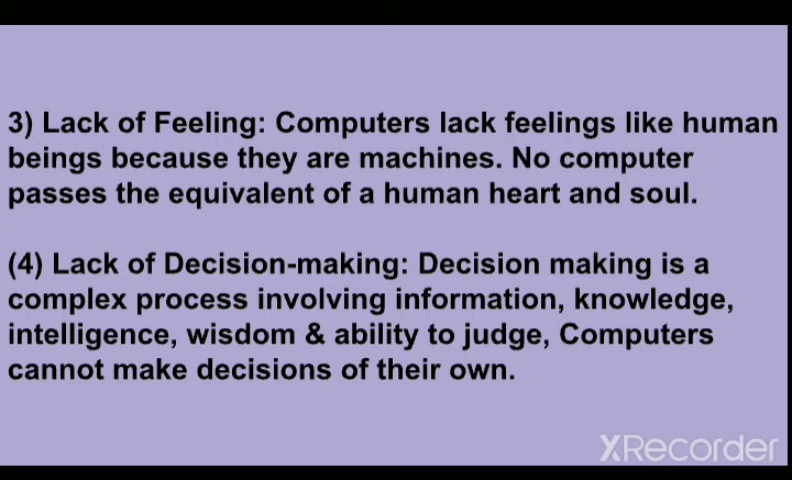 3) Lack of Feeling: Computers lack feelings like human
beings because they are machines. No computer
passes the equivalent of a human heart and soul.
(4) Lack of Decision-making: Decision making is a
complex process involving information, knowledge,
intelligence, wisdom & ability to judge, Computers
cannot make decisions of their own.
XRecorder